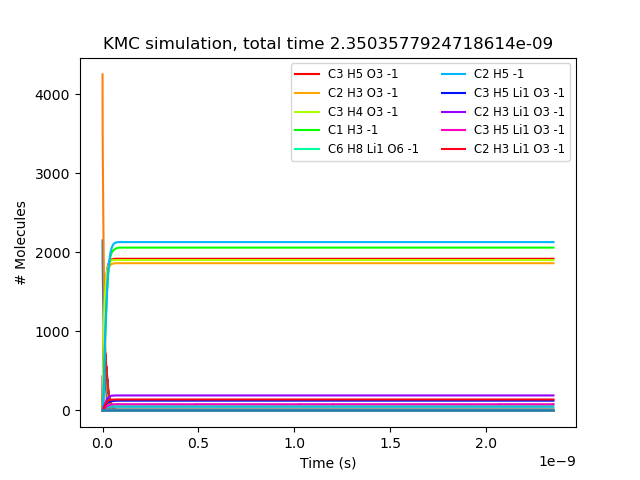 KMC simulation, total time 2.3503577924718614e-09
C3 H5 O3 -1
C2 H3 O3 -1
C3 H4 O3 -1
C1 H3 -1
C6 H8 Li1 O6 -1
C2 H5 -1
C3 H5 Li1 O3 -1
C2 H3 Li1 O3 -1
C3 H5 Li1 O3 -1
C2 H3 Li1 O3 -1
# Molecules
4000
3000
2000
1000
0
0.0 0.5 1.0 1.5 2.0
1e−9
Time (s)